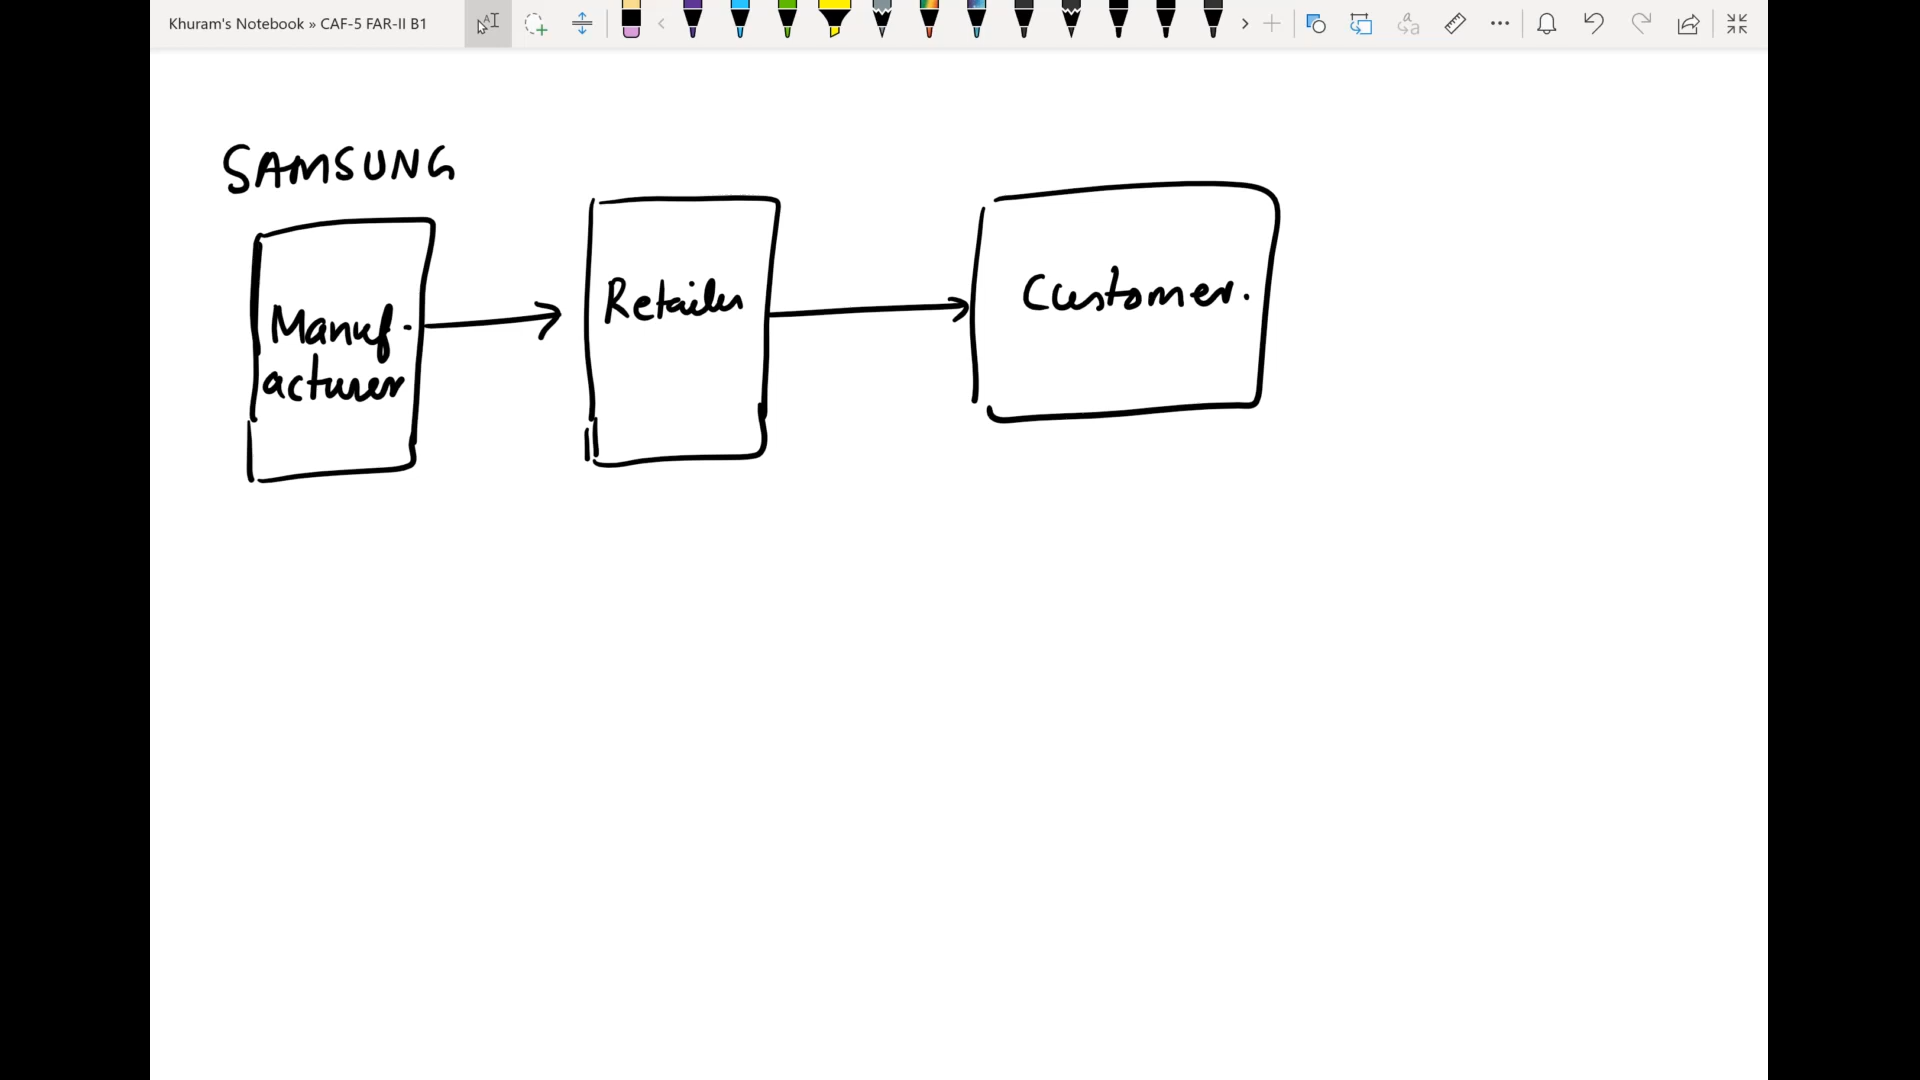 Khuram's Notebook » CAF-5 FAR-II B1
SAMSUNG
Manuf-
acturer
Retailer
Customer.